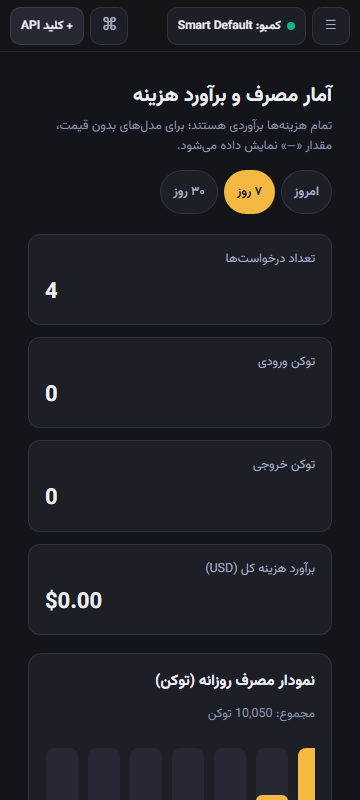 ☰
کمبو: Smart Default
⌘
+ کلید API
آمار مصرف و برآورد هزینه
تمام هزینه‌ها برآوردی هستند؛ برای مدل‌های بدون قیمت،
مقدار «—» نمایش داده می‌شود.
امروز
۷ روز
۳۰ روز
تعداد درخواست‌ها
4
توکن ورودی
0
توکن خروجی
0
برآورد هزینه کل (USD)
$0.00
نمودار مصرف روزانه (توکن)
مجموع: 10,050 توکن